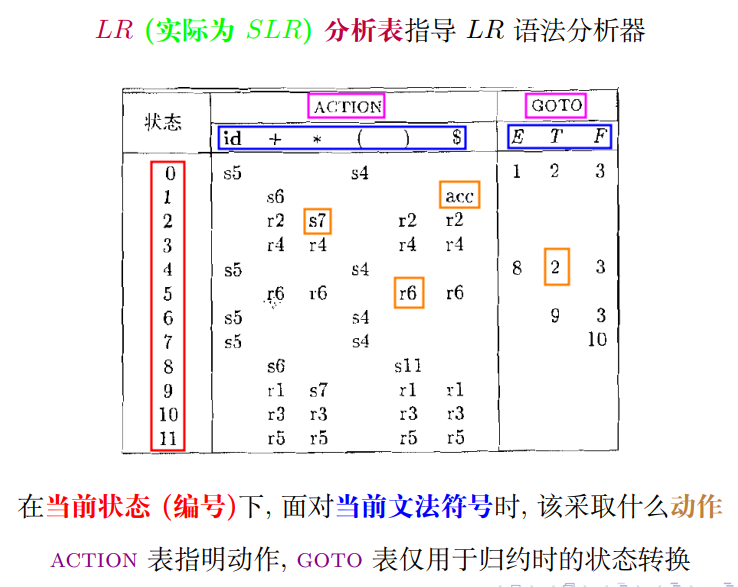 LR (实际为 SLR) 分析表指导 LR 语法分析器
状态 ACTION GOTO
id + * ( ) $ E T F
0 s5 s4 1 2 3
1 s6 acc
2 r2 s7 r2 r2
3 r4 r4 r4 r4
4 s5 s4 8 2 3
5 r6 r6 r6 r6
6 s5 s4 9 3
7 s5 s4 10
8 s6 s11
9 r1 s7 r1 r1
10 r3 r3 r3 r3
11 r5 r5 r5 r5
在当前状态 (编号)下, 面对当前文法符号时, 该采取什么动作
ACTION 表指明动作, GOTO 表仅用于归约时的状态转换